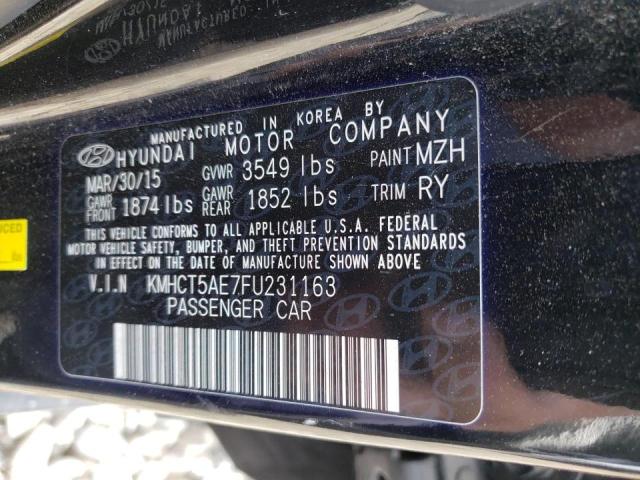 MANUFACTURED IN KOREA BY
HYUNDAI MOTOR COMPANY
MAR/30/15 GVWR 3549 lbs PAINT MZH
GAWR FRONT 1874 lbs GAWR REAR 1852 lbs TRIM RY
THIS VEHICLE CONFORMS TO ALL APPLICABLE U.S.A. FEDERAL
MOTOR VEHICLE SAFETY, BUMPER, AND THEFT PREVENTION STANDARDS
IN EFFECT ON THE DATE OF MANUFACTURE SHOWN ABOVE
V.I.N KMHCT5AE7FU231163
PASSENGER CAR